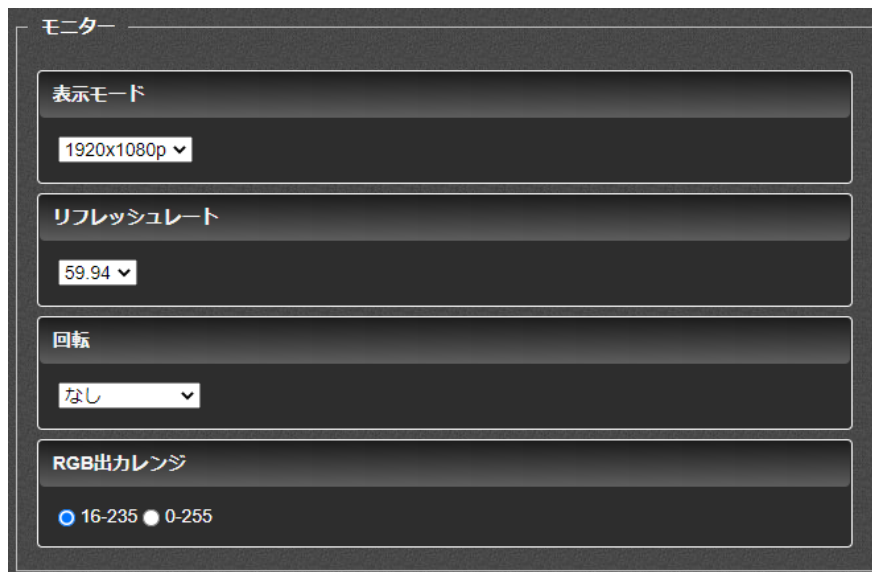 モニター
表示モード
1920x1080p
リフレッシュレート
59.94
回転
なし
RGB出力レンジ
16-235 0-255